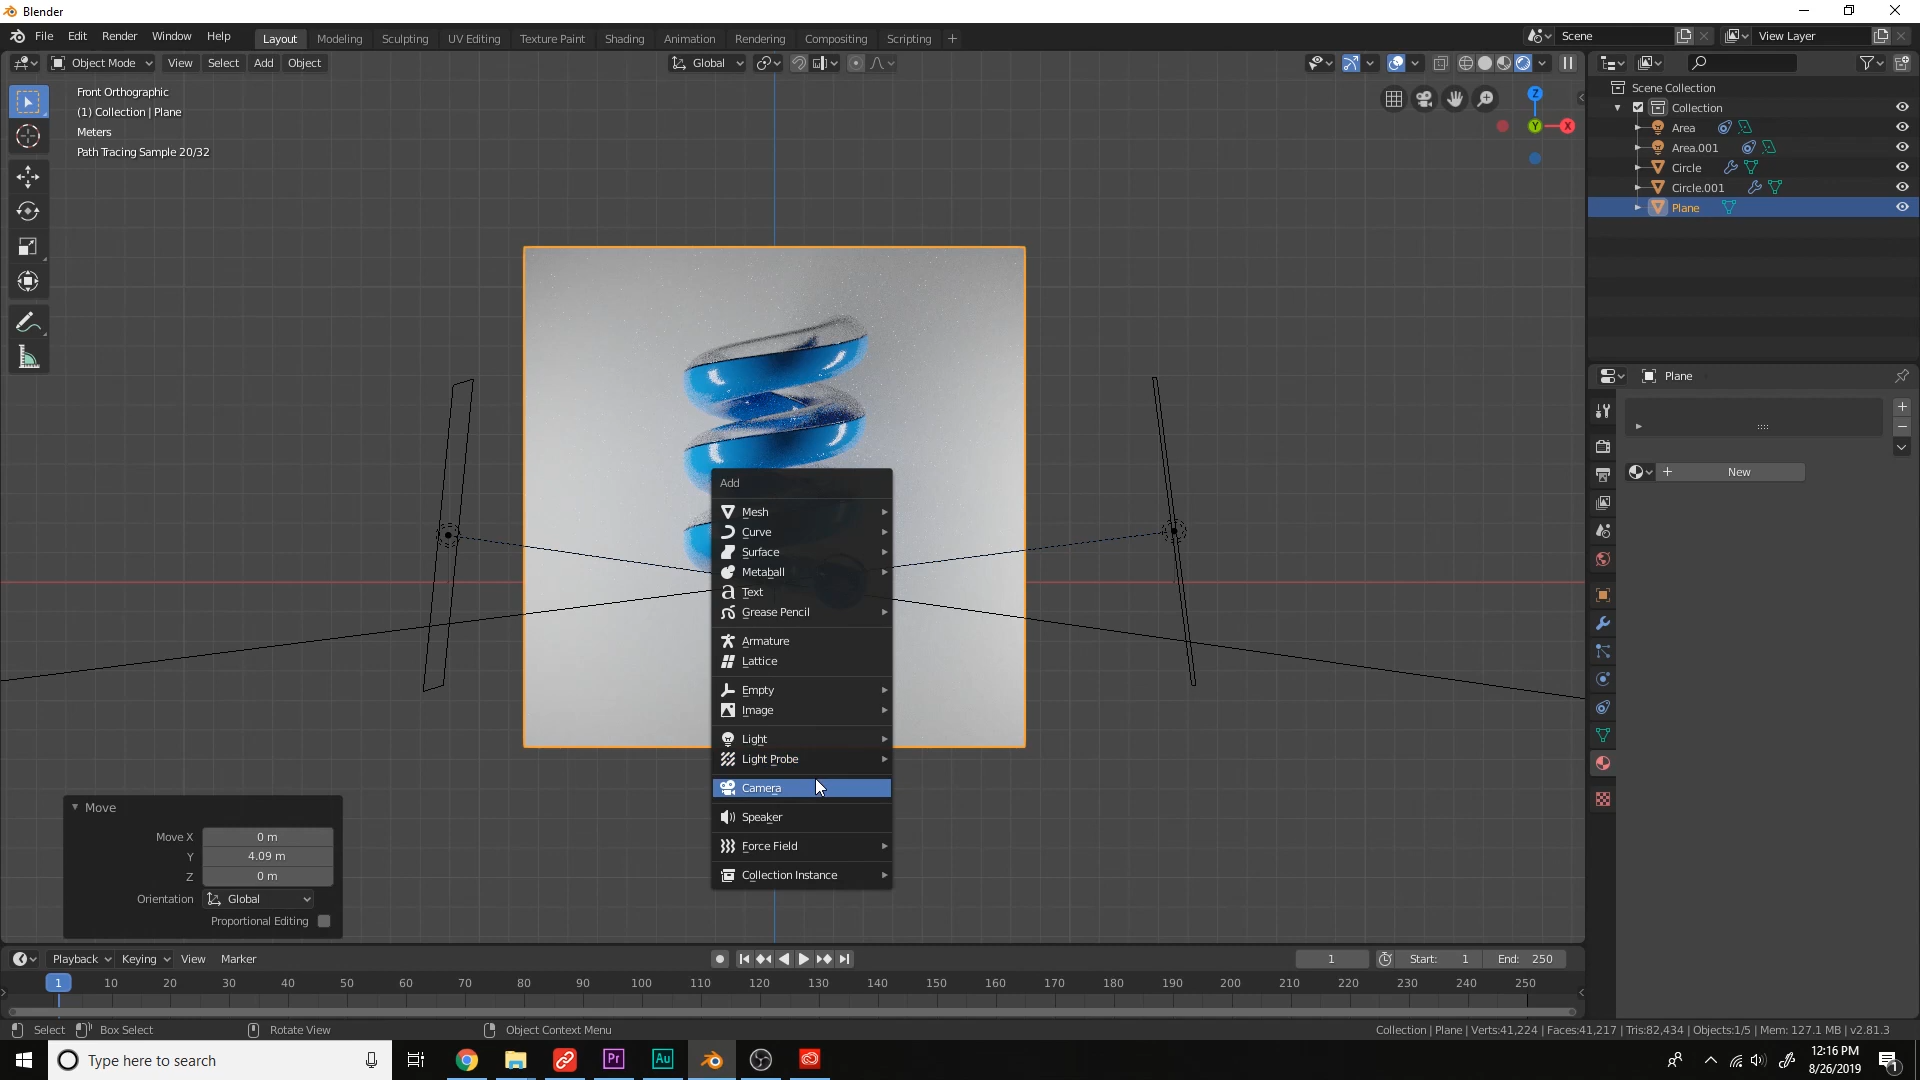 Blender
File Edit Render Window Help
Layout Modeling Sculpting UV Editing Texture Paint Shading Animation Rendering Compositing Scripting
Scene
View Layer
Object Mode View Select Add Object
Global
Front Orthographic
(1) Collection | Plane
Meters
Path Tracing Sample 20/32
Z
Y
X
Scene Collection
Collection
Area
Area.001
Circle
Circle.001
Plane
Plane
New
Add
Mesh
Curve
Surface
Metaball
Text
Grease Pencil
Armature
Lattice
Empty
Image
Light
Light Probe
Camera
Speaker
Force Field
Collection Instance
Move
Move X 0 m
Y 4.09 m
Z 0 m
Orientation Global
Proportional Editing
Playback Keying View Marker
1 Start: 1 End: 250
1 10 20 30 40 50 60 70 80 90 100 110 120 130 140 150 160 170 180 190 200 210 220 230 240 250
Select Box Select Rotate View Object Context Menu
Collection | Plane | Verts:41,224 | Faces:41,217 | Tris:82,434 | Objects:1/5 | Mem: 127.1 MB | v2.81.3
Type here to search
Pr
Au
12:16 PM
8/26/2019
1